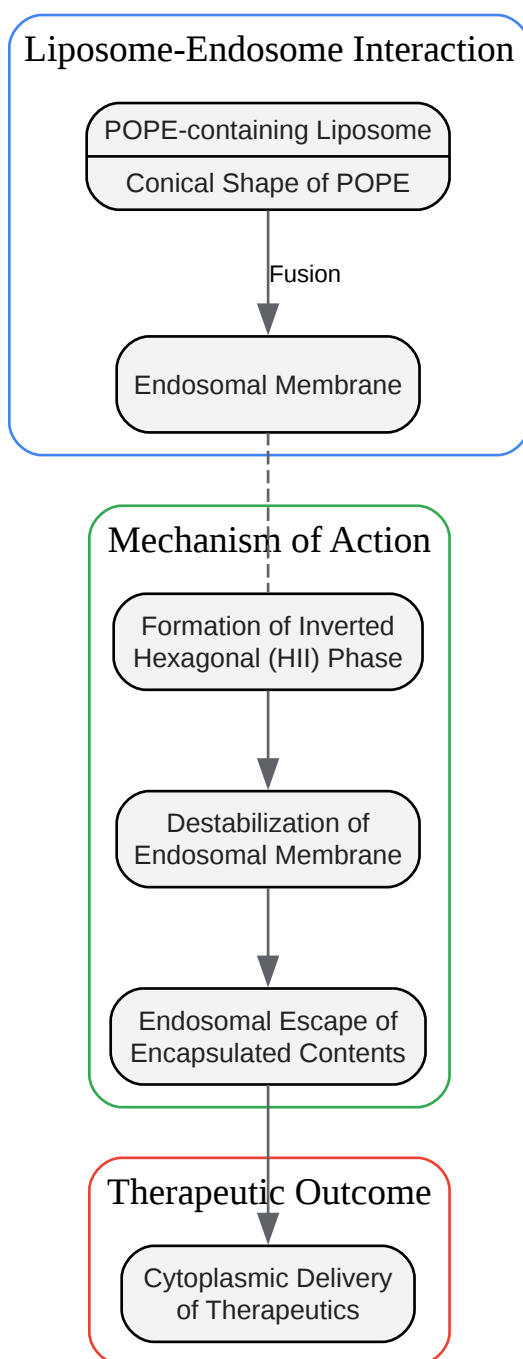 Liposome-Endosome Interaction
POPE-containing Liposome
Conical Shape of POPE
Fusion
Endosomal Membrane
Mechanism of Action
Formation of Inverted
Hexagonal (HII) Phase
Destabilization of
Endosomal Membrane
Endosomal Escape of
Encapsulated Contents
Therapeutic Outcome
Cytoplasmic Delivery
of Therapeutics